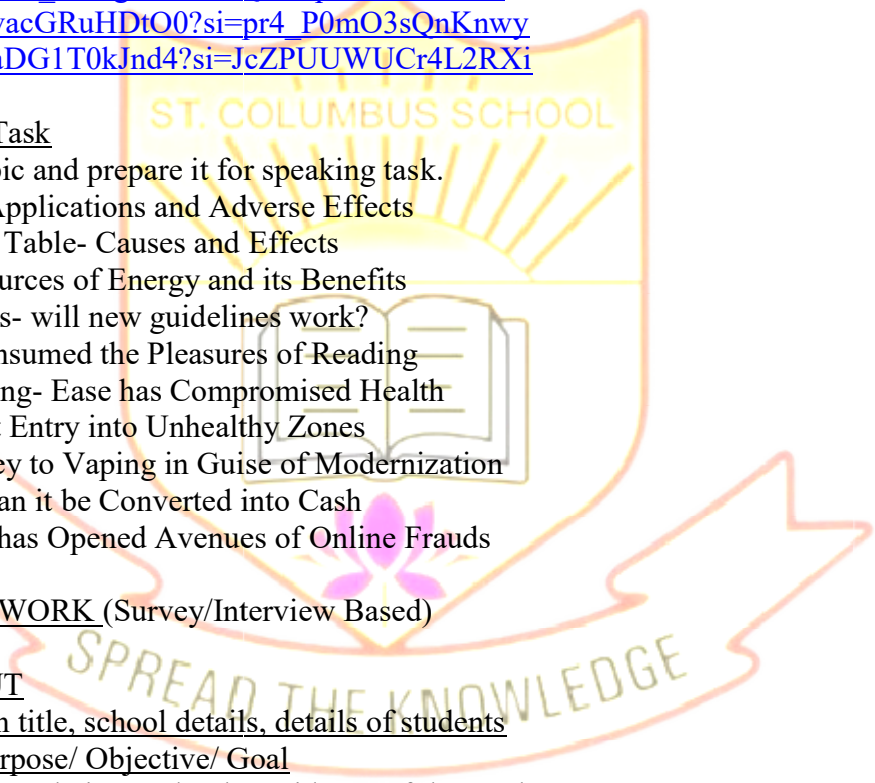 vacGRuHDtO0?si=pr4_P0mO3sQnKnwy
aDG1T0kJnd4?si=JcZPUUWUCr4L2RXi
ST. COLUMBUS SCHOOL
Task
ic and prepare it for speaking task.
Applications and Adverse Effects
Table- Causes and Effects
urces of Energy and its Benefits
s- will new guidelines work?
nsumed the Pleasures of Reading
ng- Ease has Compromised Health
Entry into Unhealthy Zones
ey to Vaping in Guise of Modernization
an it be Converted into Cash
has Opened Avenues of Online Frauds
WORK (Survey/Interview Based)
SPREAD THE KNOWLEDGE
UT
n title, school details, details of students
rpose/ Objective/ Goal